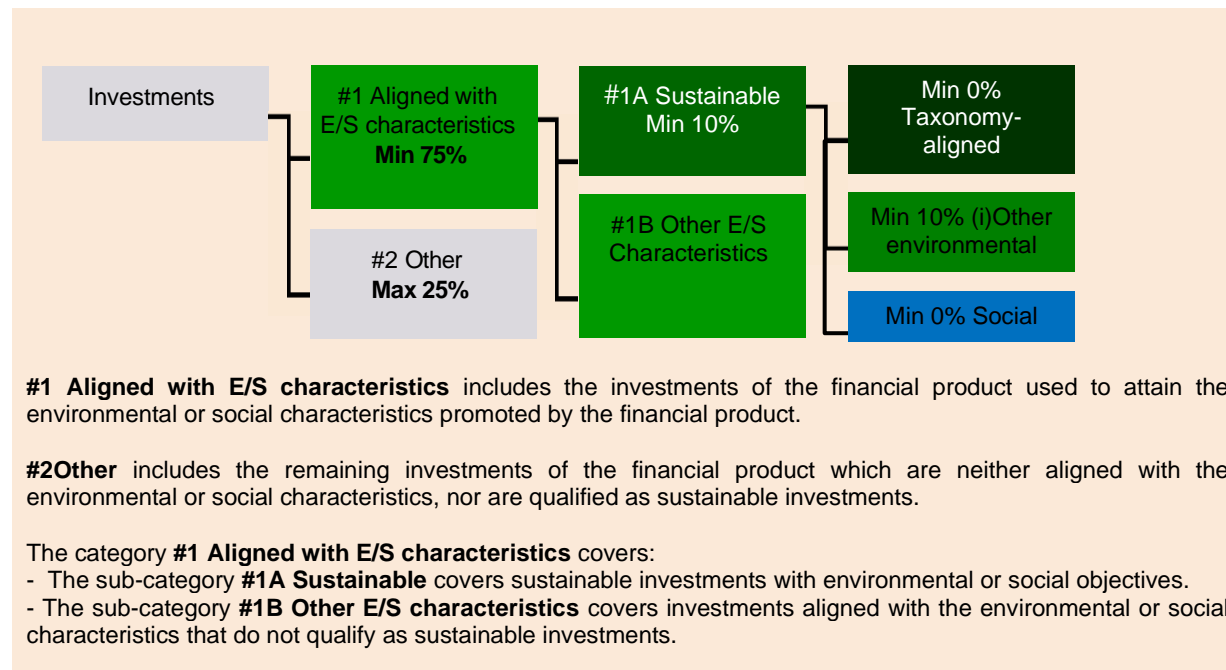 Investments
#1 Aligned with
E/S characteristics
Min 75%
#2 Other
Max 25%
#1A Sustainable
Min 10%
#1B Other E/S
Characteristics
Min 0%
Taxonomy-
aligned
Min 10% (i)Other
environmental
Min 0% Social
#1 Aligned with E/S characteristics includes the investments of the financial product used to attain the
environmental or social characteristics promoted by the financial product.
#2Other includes the remaining investments of the financial product which are neither aligned with the
environmental or social characteristics, nor are qualified as sustainable investments.
The category #1 Aligned with E/S characteristics covers:
- The sub-category #1A Sustainable covers sustainable investments with environmental or social objectives.
- The sub-category #1B Other E/S characteristics covers investments aligned with the environmental or social
characteristics that do not qualify as sustainable investments.